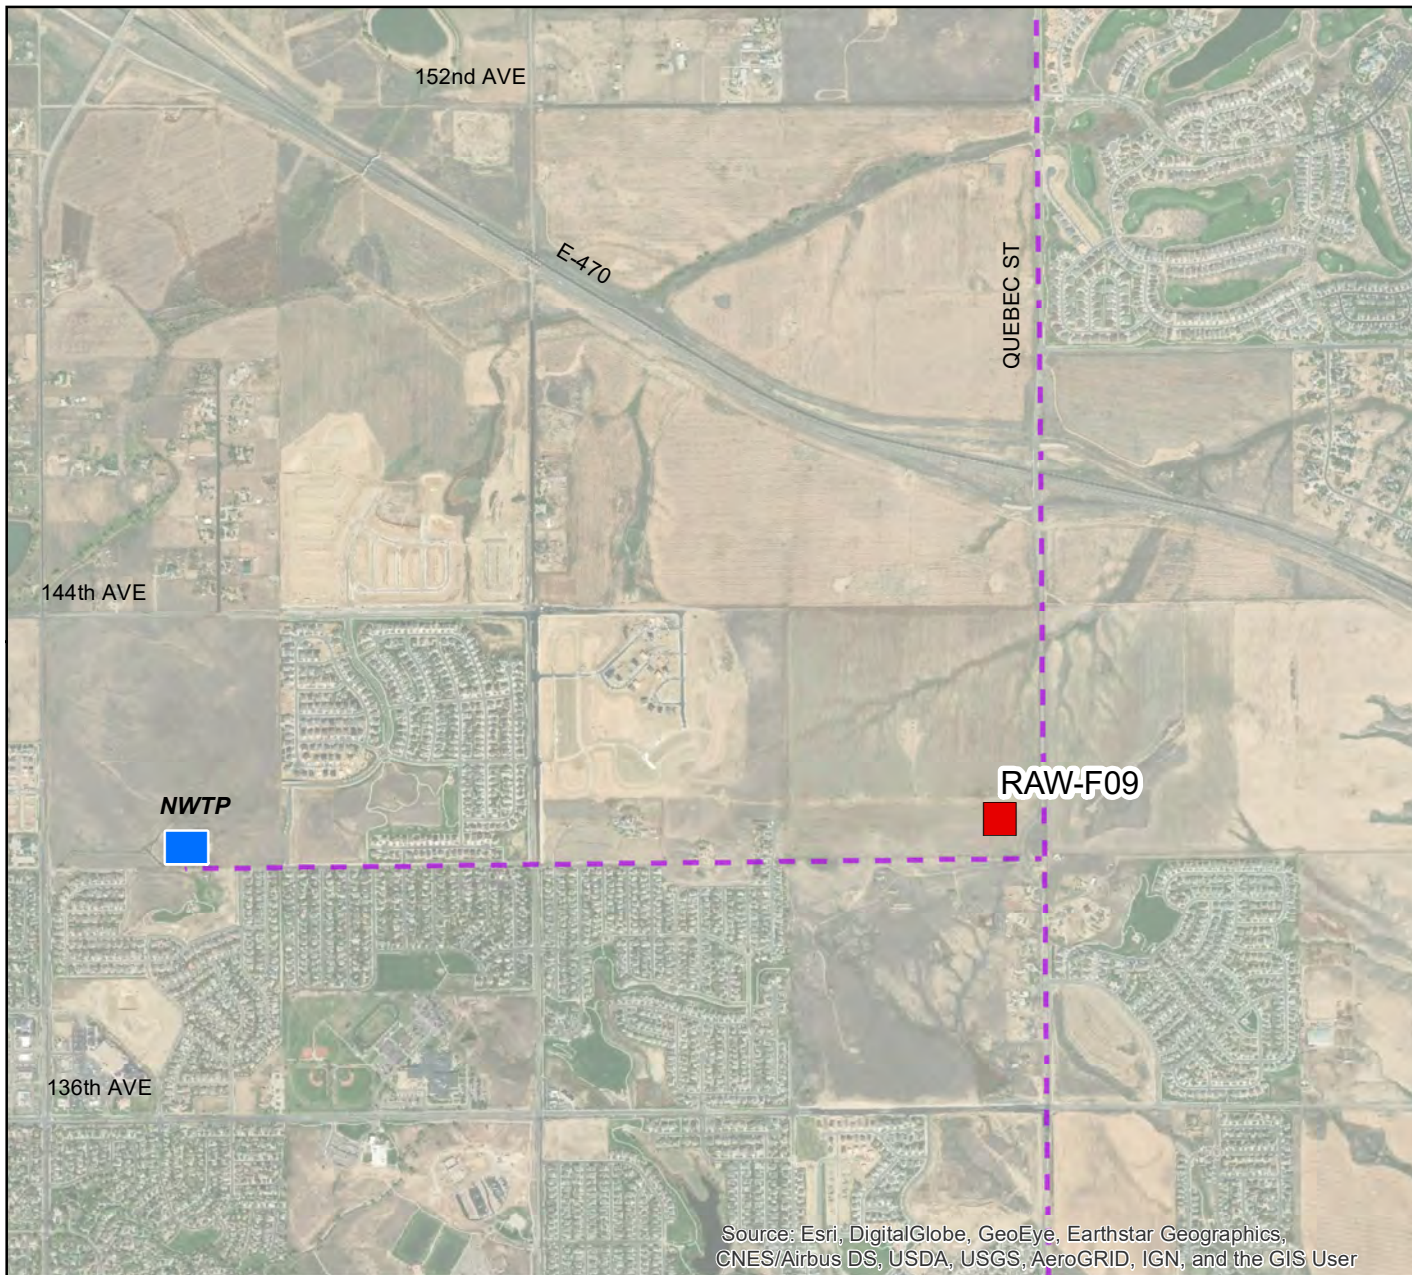 152nd AVE
E-470
QUEBEC ST
144th AVE
RAW-F09
NWTP
136th AVE
Source: Esri, DigitalGlobe, GeoEye, Earthstar Geographics,
CNES/Airbus DS, USDA, USGS, AeroGRID, IGN, and the GIS User